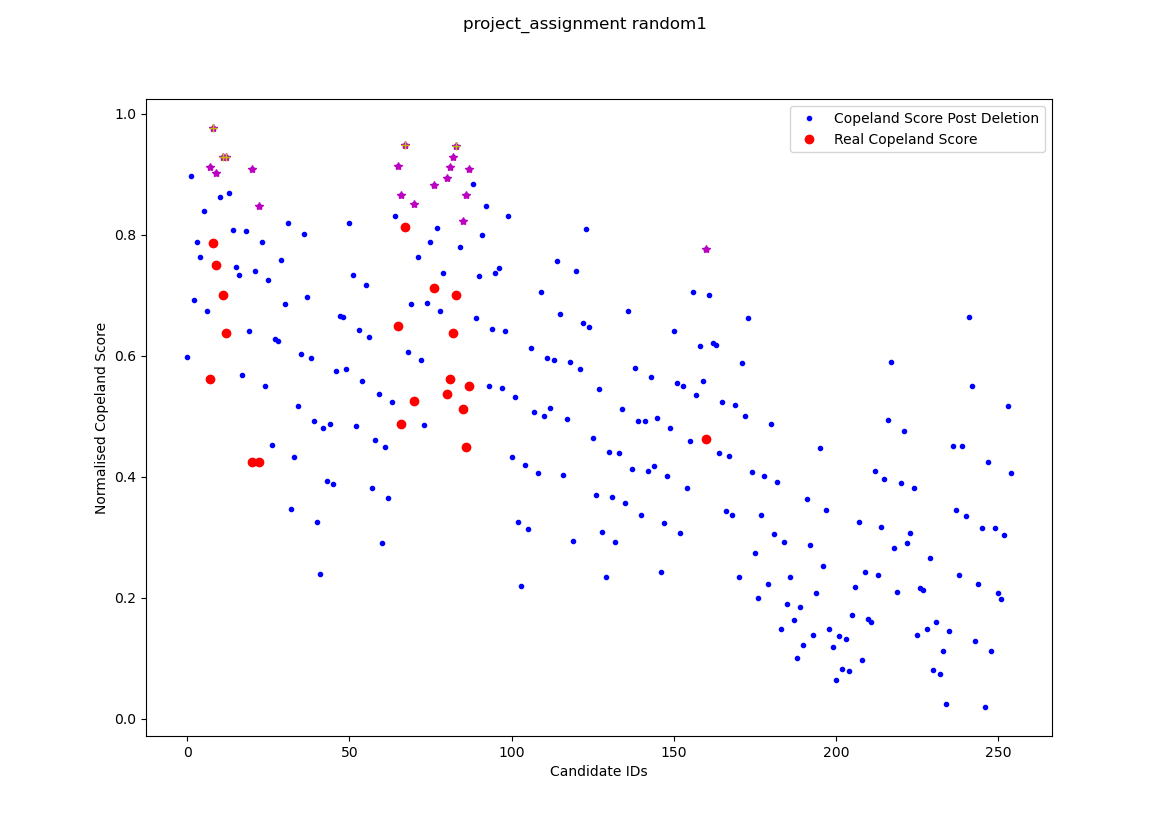 project_assignment random1
Copeland Score Post Deletion
Real Copeland Score
Normalised Copeland Score
1.0
0.8
0.6
0.4
0.2
0.0
0
50
100
150
200
250
Candidate IDs